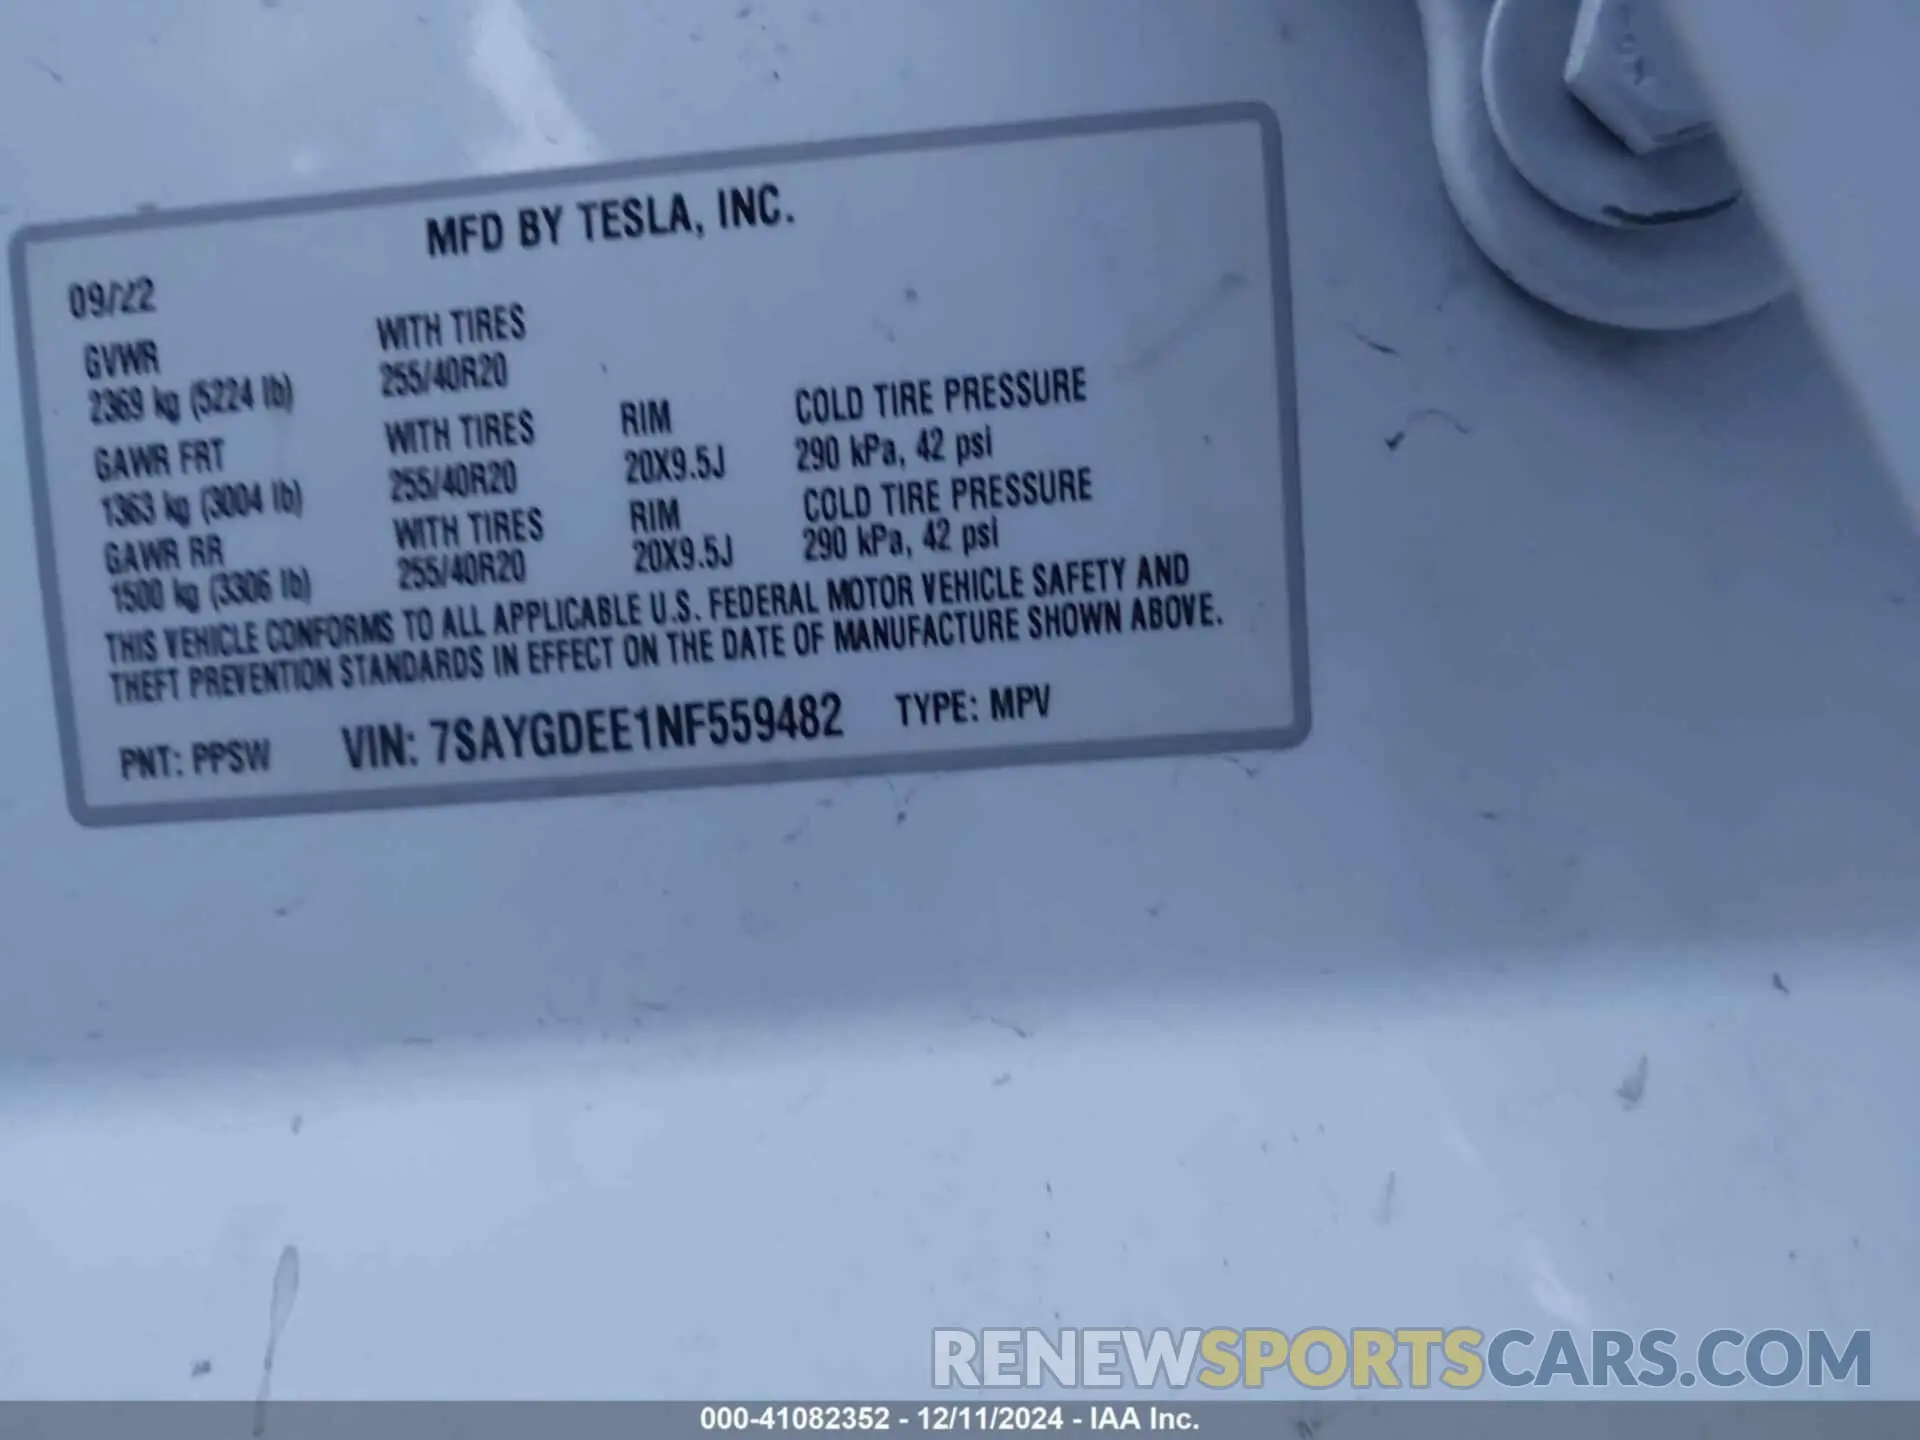 MFD BY TESLA, INC.
09/22
GVWR WITH TIRES
2369 kg (5224 lb) 255/40R20
GAWR FRT WITH TIRES RIM COLD TIRE PRESSURE
1363 kg (3004 lb) 255/40R20 20X9.5J 290 kPa, 42 psi
GAWR RR WITH TIRES RIM COLD TIRE PRESSURE
1500 kg (3306 lb) 255/40R20 20X9.5J 290 kPa, 42 psi
THIS VEHICLE CONFORMS TO ALL APPLICABLE U.S. FEDERAL MOTOR VEHICLE SAFETY AND
THEFT PREVENTION STANDARDS IN EFFECT ON THE DATE OF MANUFACTURE SHOWN ABOVE.
PNT: PPSW VIN: 7SAYGDEE1NF559482 TYPE: MPV
RENEWSPORTSCARS.COM
000-41082352 - 12/11/2024 - IAA Inc.